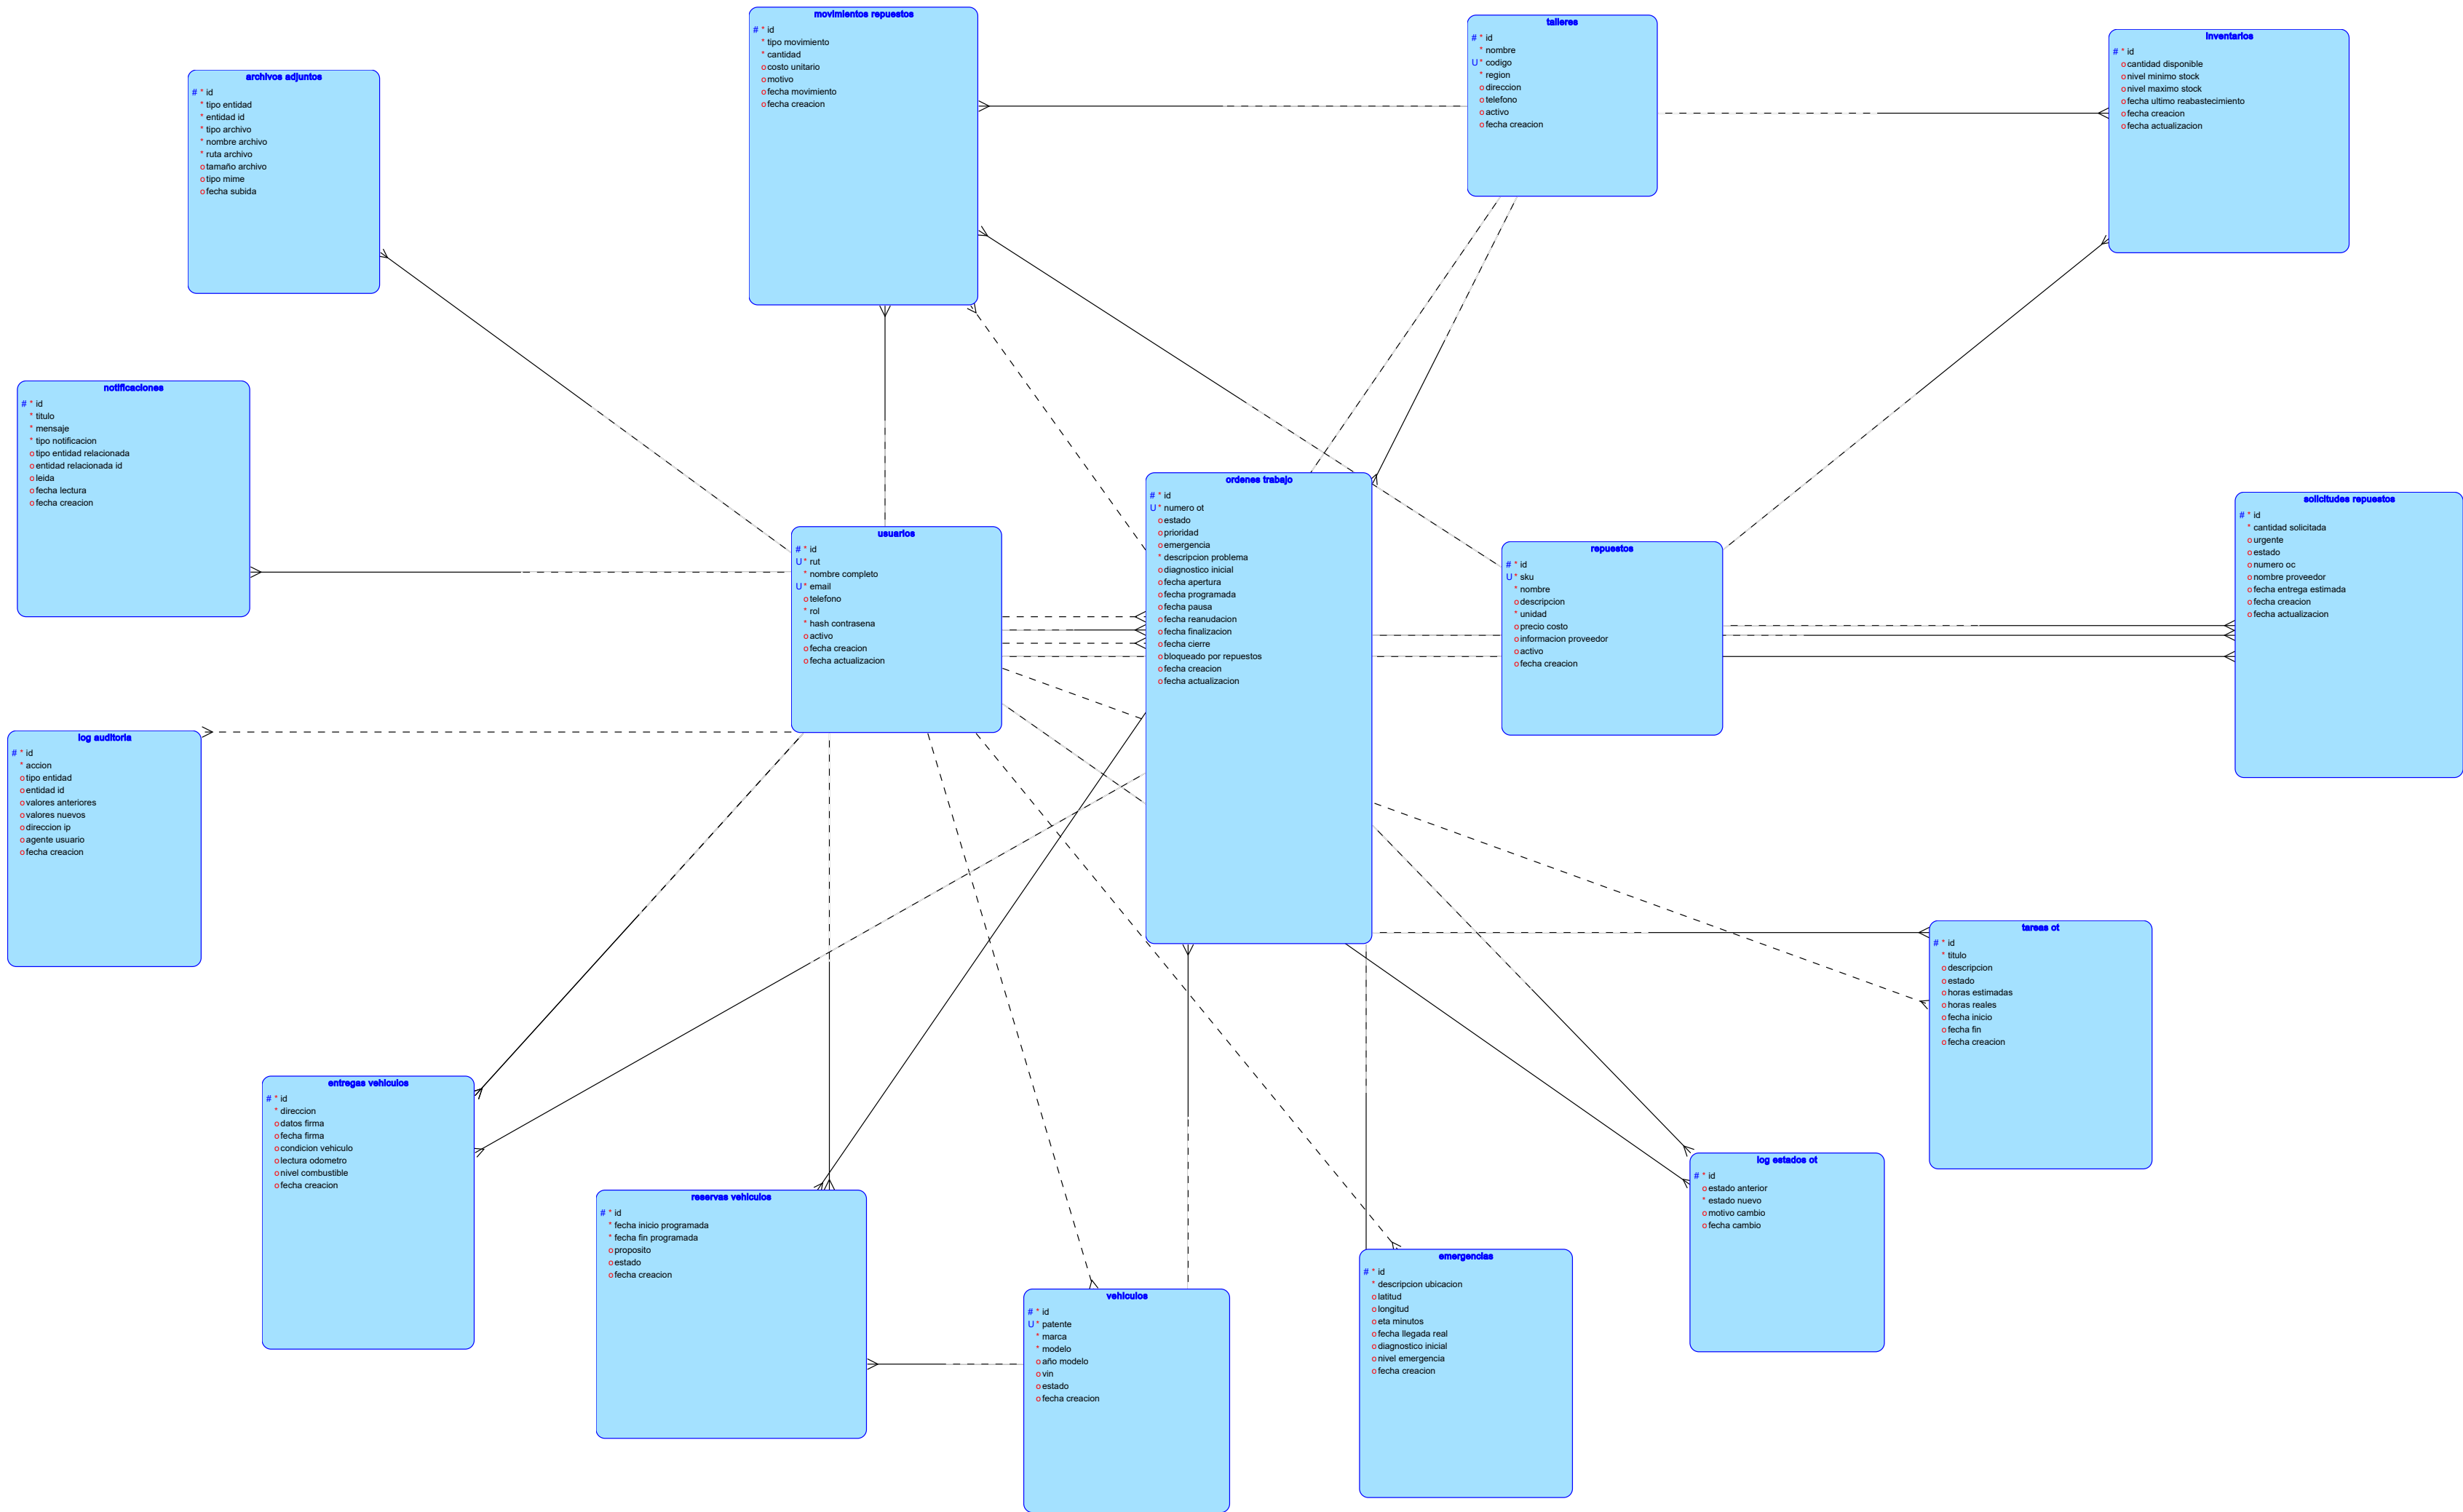 movimientos repuestos
# * id
* tipo movimiento
* cantidad
o costo unitario
o motivo
o fecha movimiento
o fecha creacion
talleres
# * id
* nombre
U * codigo
* region
o direccion
o telefono
o activo
o fecha creacion
inventarios
# * id
o cantidad disponible
o nivel minimo stock
o nivel maximo stock
o fecha ultimo reabastecimiento
o fecha creacion
o fecha actualizacion
archivos adjuntos
# * id
* tipo entidad
* entidad id
* tipo archivo
* nombre archivo
* ruta archivo
o tamaño archivo
o tipo mime
o fecha subida
notificaciones
# * id
* titulo
* mensaje
* tipo notificacion
o tipo entidad relacionada
o entidad relacionada id
o leida
o fecha lectura
o fecha creacion
ordenes trabajo
# * id
U * numero ot
o estado
o prioridad
o emergencia
* descripcion problema
o diagnostico inicial
o fecha apertura
o fecha programada
o fecha pausa
o fecha reanudacion
o fecha finalizacion
o fecha cierre
o bloqueado por repuestos
o fecha creacion
o fecha actualizacion
solicitudes repuestos
# * id
* cantidad solicitada
o urgente
o estado
o numero oc
o nombre proveedor
o fecha entrega estimada
o fecha creacion
o fecha actualizacion
usuarios
# * id
U * rut
* nombre completo
U * email
o telefono
* rol
* hash contrasena
o activo
o fecha creacion
o fecha actualizacion
repuestos
# * id
U * sku
* nombre
o descripcion
* unidad
o precio costo
o informacion proveedor
o activo
o fecha creacion
log auditoria
# * id
* accion
o tipo entidad
o entidad id
o valores anteriores
o valores nuevos
o direccion ip
o agente usuario
o fecha creacion
tareas ot
# * id
* titulo
o descripcion
o estado
o horas estimadas
o horas reales
o fecha inicio
o fecha fin
o fecha creacion
entregas vehiculos
# * id
* direccion
o datos firma
o fecha firma
o condicion vehiculo
o lectura odometro
o nivel combustible
o fecha creacion
log estados ot
# * id
o estado anterior
* estado nuevo
o motivo cambio
o fecha cambio
reservas vehiculos
# * id
* fecha inicio programada
* fecha fin programada
o proposito
o estado
o fecha creacion
emergencias
# * id
* descripcion ubicacion
o latitud
o longitud
o eta minutos
o fecha llegada real
o diagnostico inicial
o nivel emergencia
o fecha creacion
vehiculos
# * id
U * patente
* marca
* modelo
o año modelo
o vin
o estado
o fecha creacion